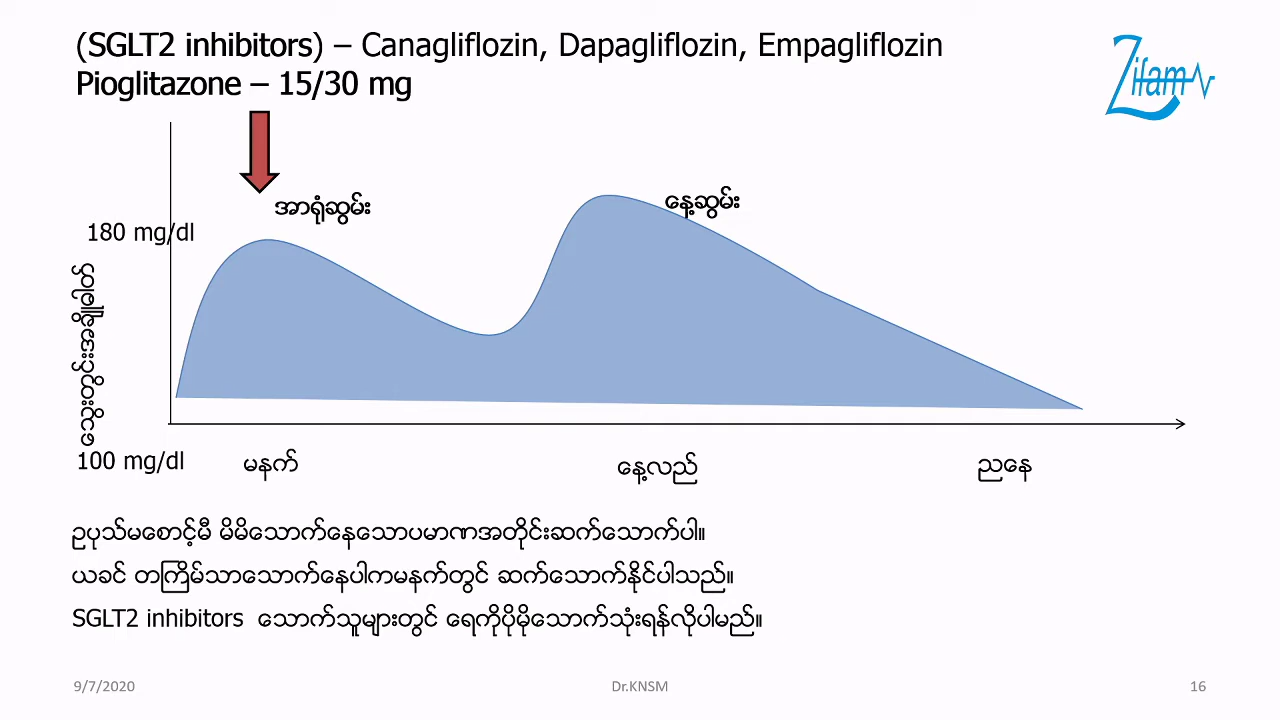 (SGLT2 inhibitors) – Canagliflozin, Dapagliflozin, Empagliflozin
Pioglitazone – 15/30 mg
Zifam
အာရုံဆွမ်း
နေ့ဆွမ်း
180 mg/dl
သွေးတွင်းအချိုဓါတ်
100 mg/dl
မနက်
နေ့လည်
ညနေ
ဥပုသ်မစောင့်မီ မိမိသောက်နေသောပမာဏအတိုင်းဆက်သောက်ပါ။
ယခင် တကြိမ်သာသောက်နေပါကမနက်တွင် ဆက်သောက်နိုင်ပါသည်။
SGLT2 inhibitors သောက်သူများတွင် ရေကိုပိုမိုသောက်သုံးရန်လိုပါမည်။
9/7/2020
Dr.KNSM
16